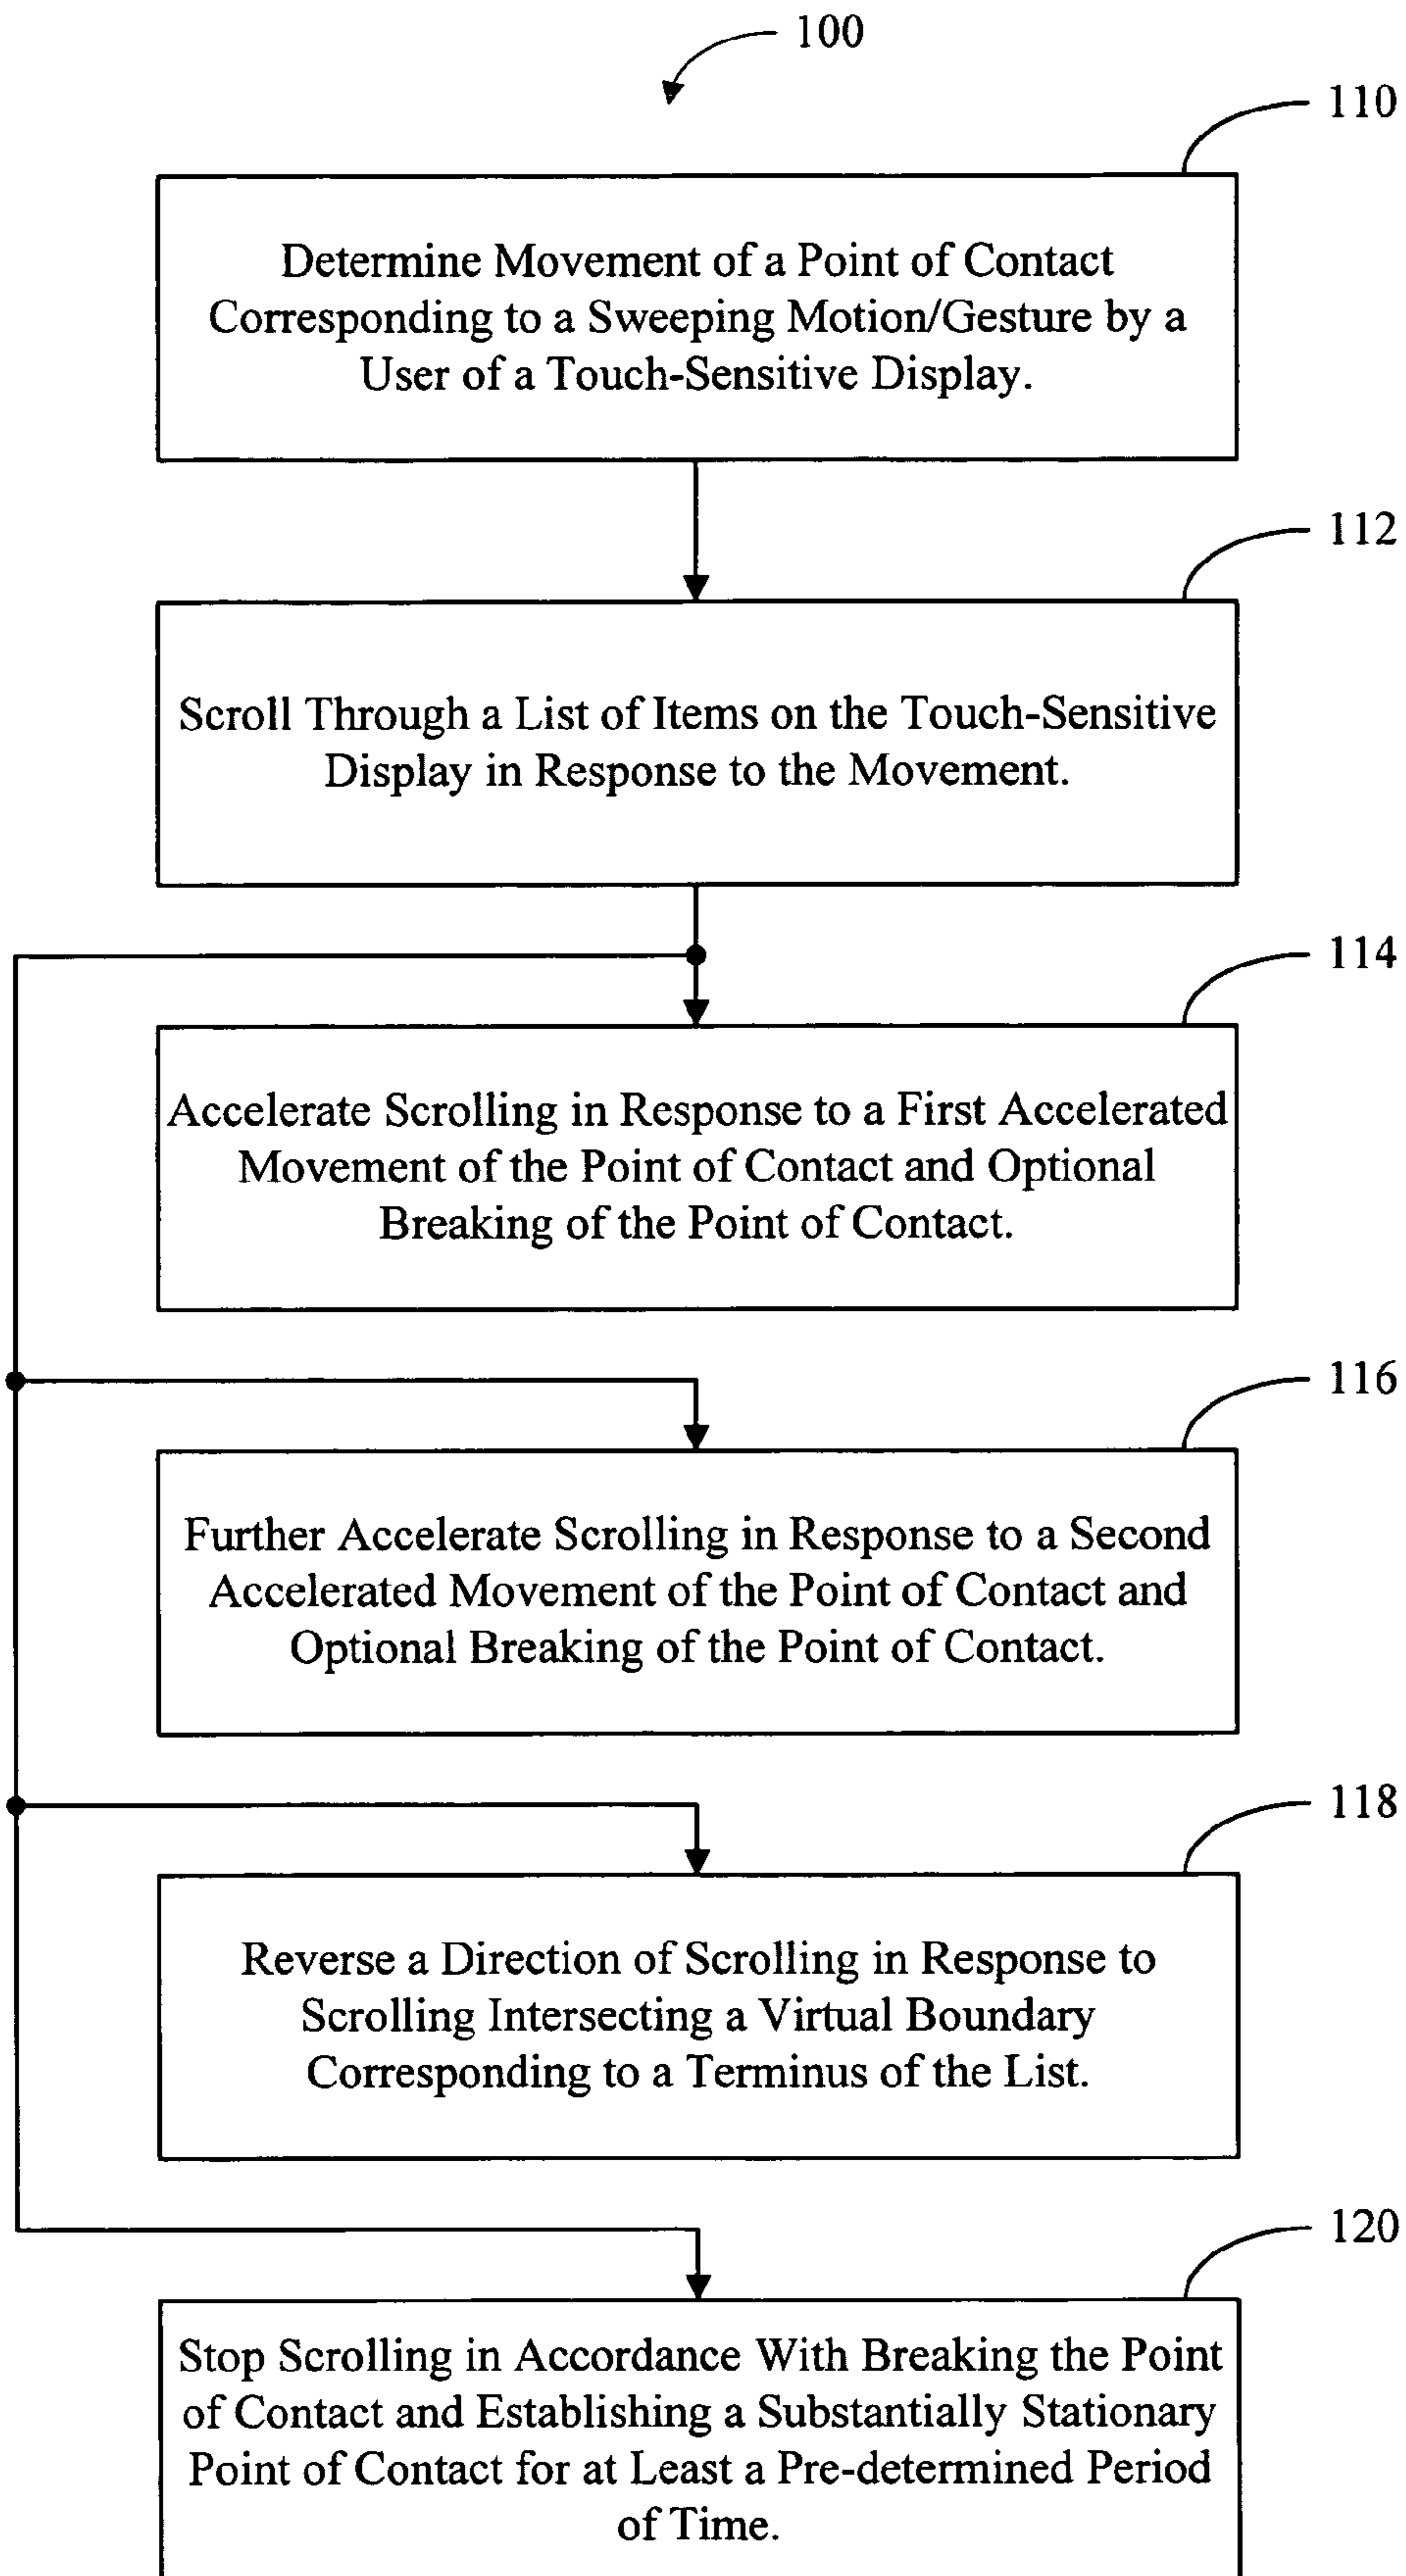 100
110
Determine Movement of a Point of Contact
Corresponding to a Sweeping Motion/Gesture by a
User of a Touch-Sensitive Display.
112
Scroll Through a List of Items on the Touch-Sensitive
Display in Response to the Movement.
114
Accelerate Scrolling in Response to a First Accelerated
Movement of the Point of Contact and Optional
Breaking of the Point of Contact.
116
Further Accelerate Scrolling in Response to a Second
Accelerated Movement of the Point of Contact and
Optional Breaking of the Point of Contact.
118
Reverse a Direction of Scrolling in Response to
Scrolling Intersecting a Virtual Boundary
Corresponding to a Terminus of the List.
120
Stop Scrolling in Accordance With Breaking the Point
of Contact and Establishing a Substantially Stationary
Point of Contact for at Least a Pre-determined Period
of Time.